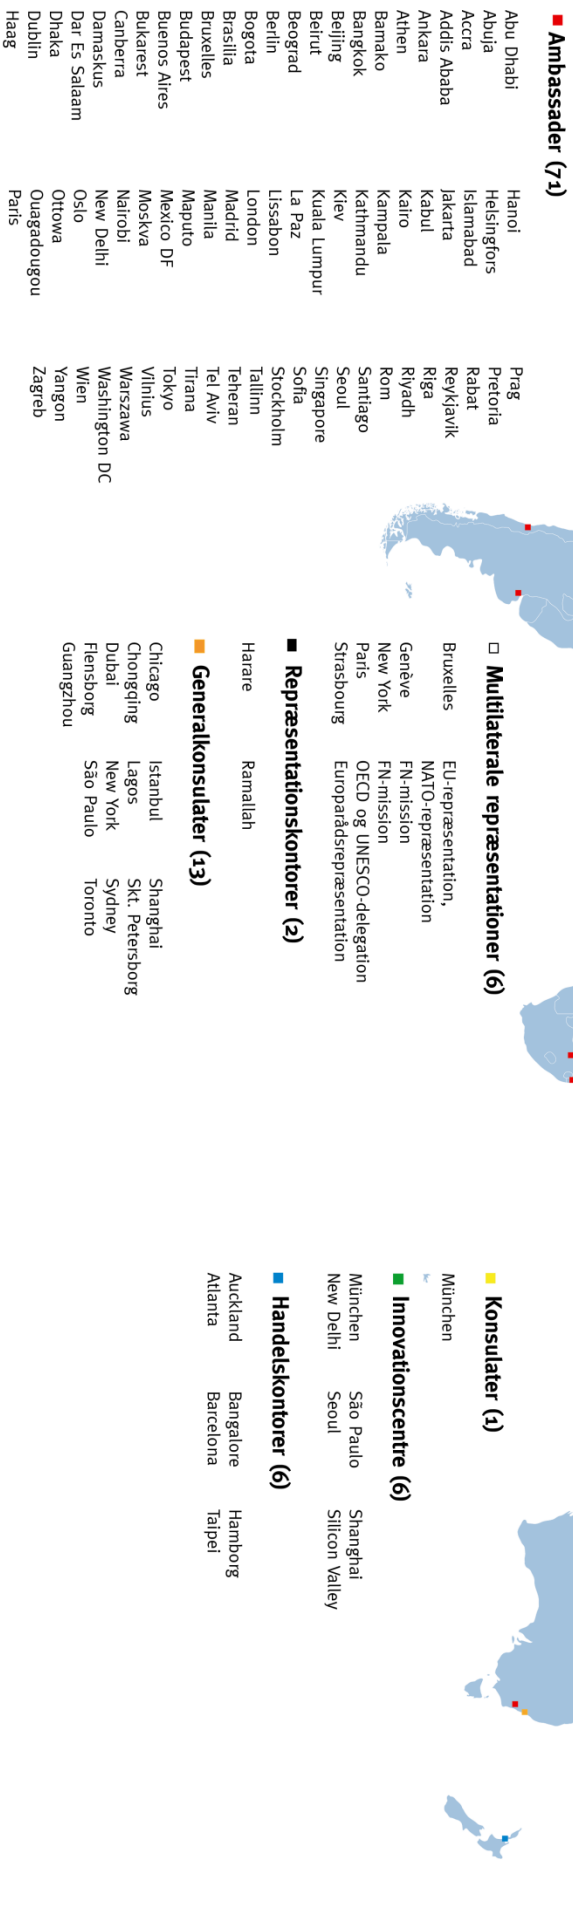 Ambassader (71)
Abu Dhabi
Abuja
Accra
Addis Ababa
Ankara
Athen
Bamako
Bangkok
Beijing
Beirut
Beograd
Berlin
Bogota
Brasilia
Bruxelles
Budapest
Buenos Aires
Bukarest
Canberra
Damaskus
Dar Es Salaam
Dhaka
Dublin
Haag
Hanoi
Helsingfors
Islamabad
Jakarta
Kabul
Kairo
Kampala
Kathmandu
Kiev
Kuala Lumpur
La Paz
Lissabon
London
Madrid
Manila
Maputo
Mexico DF
Moskva
Nairobi
New Delhi
Oslo
Ottowa
Ouagadougou
Paris
Prag
Pretoria
Rabat
Reykjavik
Riga
Riyadh
Rom
Santiago
Seoul
Singapore
Sofia
Stockholm
Tallinn
Teheran
Tel Aviv
Tirana
Tokyo
Vilnius
Warszawa
Washington DC
Wien
Yangon
Zagreb
Multilaterale repræsentationer (6)
Bruxelles EU-repræsentation,
NATO-repræsentation
Genève FN-mission
New York FN-mission
Paris OECD og UNESCO-delegation
Strasbourg Europarådsrepræsentation
Repræsentationskontorer (2)
Harare Ramallah
Generalkonsulater (13)
Chicago Istanbul Shanghai
Chongqing Lagos Skt. Petersborg
Dubai New York Sydney
Flensborg São Paulo Toronto
Guangzhou
Konsulater (1)
München
Innovationscentre (6)
München São Paulo Shanghai
New Delhi Seoul Silicon Valley
Handelskontorer (6)
Auckland Bangalore Hamborg
Atlanta Barcelona Taipei